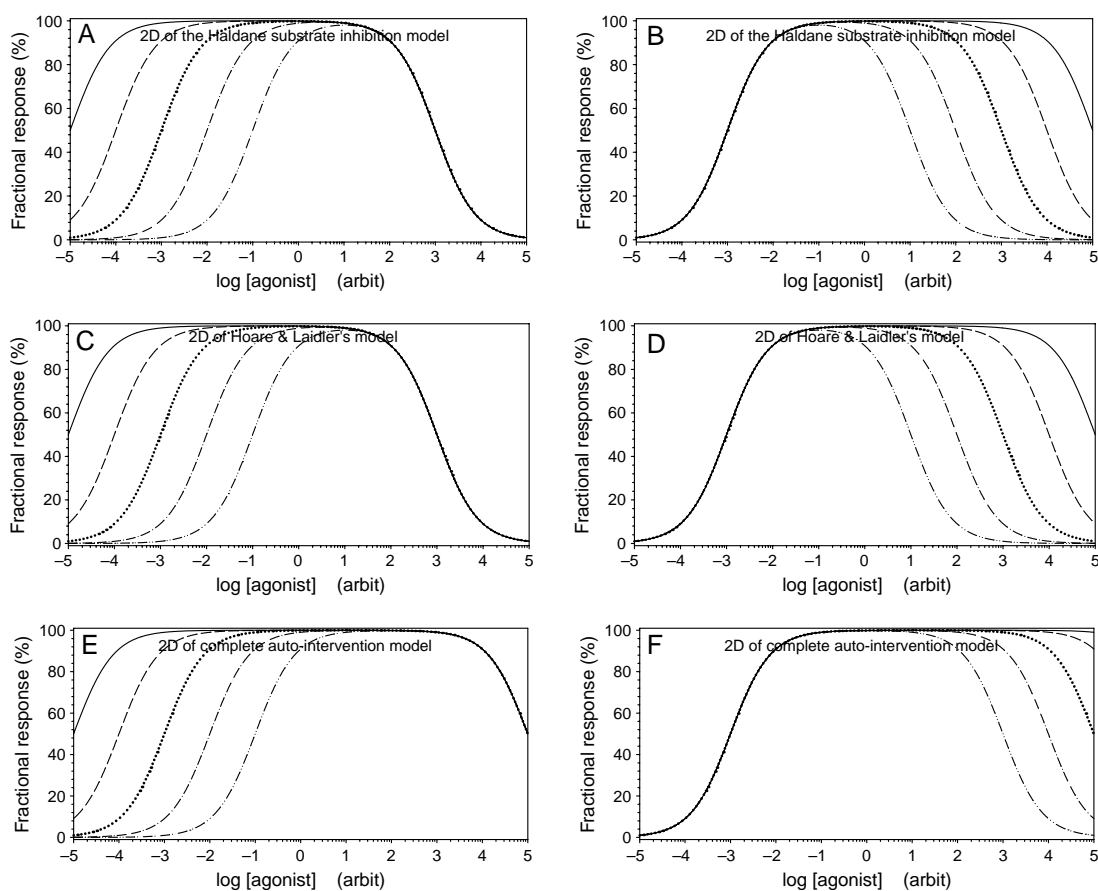 A
2D of the Haldane substrate inhibition model
Fractional response (%)
100
80
60
40
20
0
–5 –4 –3 –2 –1 0 1 2 3 4 5
log [agonist] (arbit)
B
2D of the Haldane substrate inhibition model
Fractional response (%)
100
80
60
40
20
0
–5 –4 –3 –2 –1 0 1 2 3 4 5
log [agonist] (arbit)
C
2D of Hoare & Laidler's model
Fractional response (%)
100
80
60
40
20
0
–5 –4 –3 –2 –1 0 1 2 3 4 5
log [agonist] (arbit)
D
2D of Hoare & Laidler's model
Fractional response (%)
100
80
60
40
20
0
–5 –4 –3 –2 –1 0 1 2 3 4 5
log [agonist] (arbit)
E
2D of complete auto-intervention model
Fractional response (%)
100
80
60
40
20
0
–5 –4 –3 –2 –1 0 1 2 3 4 5
log [agonist] (arbit)
F
2D of complete auto-intervention model
Fractional response (%)
100
80
60
40
20
0
–5 –4 –3 –2 –1 0 1 2 3 4 5
log [agonist] (arbit)